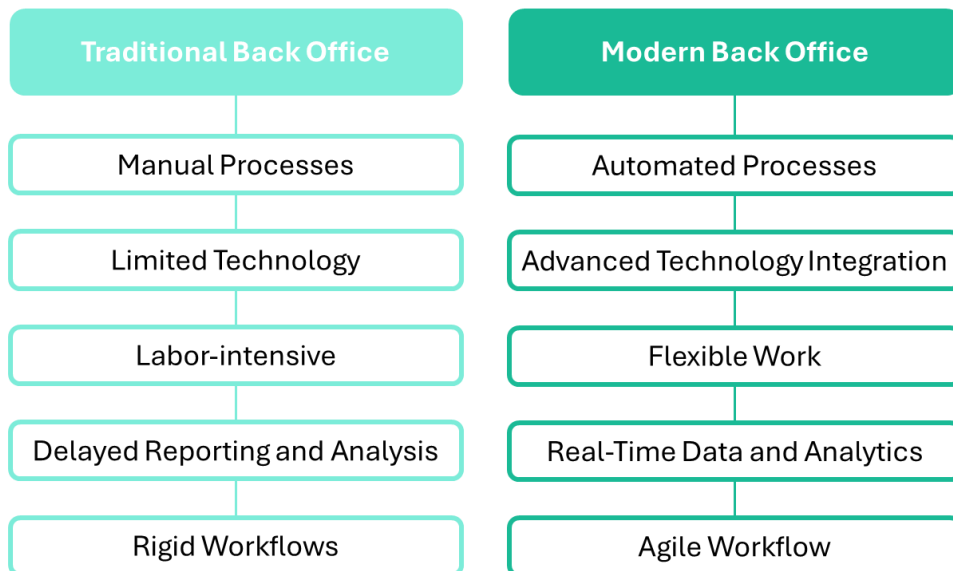 Traditional Back Office
Manual Processes
Limited Technology
Labor-intensive
Delayed Reporting and Analysis
Rigid Workflows
Modern Back Office
Automated Processes
Advanced Technology Integration
Flexible Work
Real-Time Data and Analytics
Agile Workflow